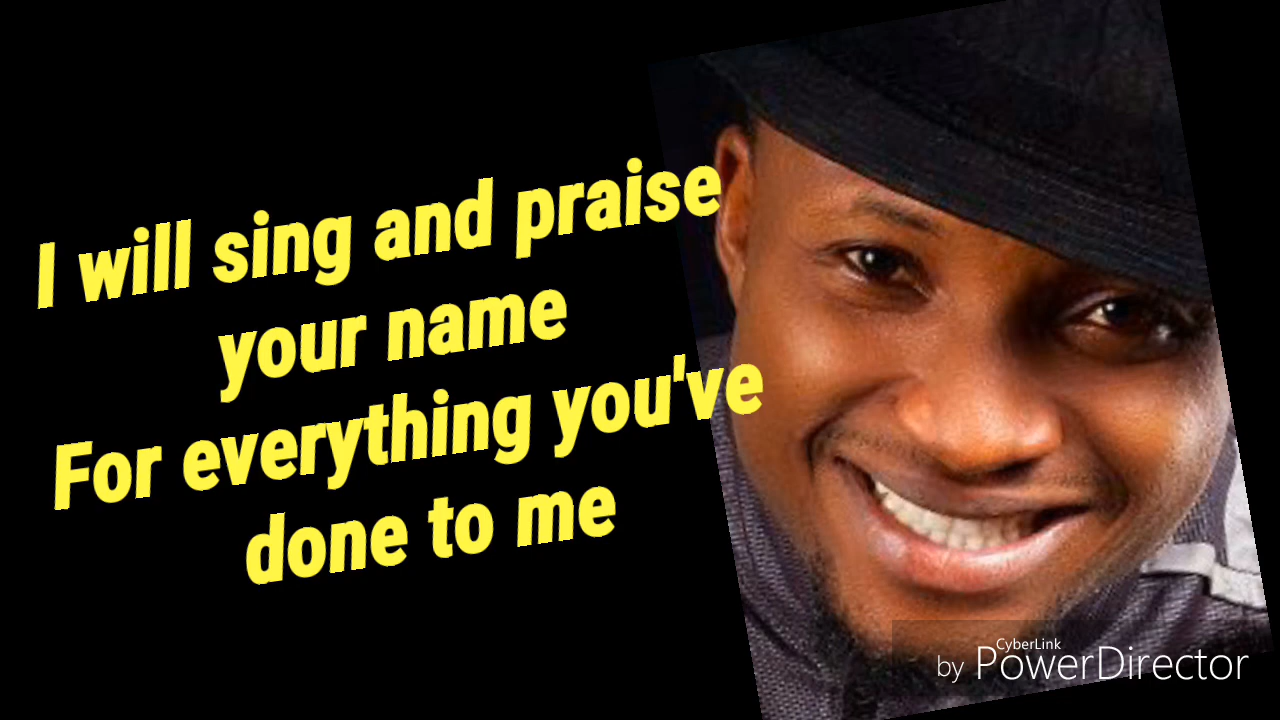 I will sing and praise
your name
For everything you've
done to me
CyberLink
by PowerDirector